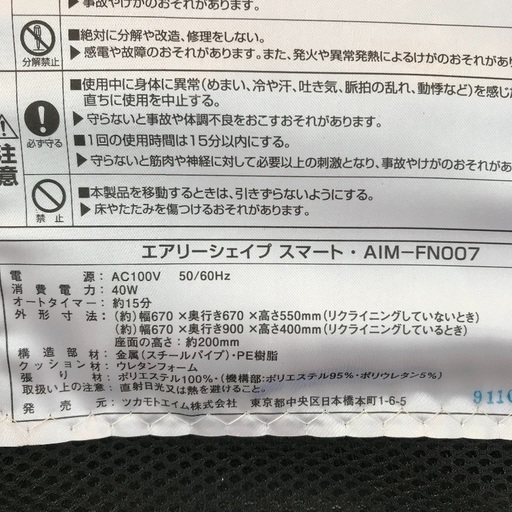 ▶事故やけがのおそれがあります。
分解禁止
■絶対に分解や改造、修理をしない。
▶感電や故障のおそれがあります。また、発火や異常発熱によるけがのおそれがあり
注意
必ず守る
■使用中に身体に異常(めまい、冷や汗、吐き気、脈拍の乱れ、動悸など)を感じた
直ちに使用を中止する。
▶守らないと事故や体調不良をおこすおそれがあります。
■1回の使用時間は15分以内にする。
▶守らないと筋肉や神経に対して必要以上の刺激となり、事故やけがのおそれがあ
禁止
■本製品を移動するときは、引きずらないようにする。
▶床やたたみを傷つけるおそれがあります。
エアリーシェイプ スマート・AIM-FN007
電源:AC100V 50/60Hz
消費電力:40W
オートタイマー:約15分
外形寸法:(約)幅670×奥行き670×高さ550mm(リクライニングしていないとき)
(約)幅670×奥行き900×高さ400mm(リクライニングしているとき)
座面の高さ:約200mm
構造部材:金属(スチールパイプ)・PE樹脂
クッション材:ウレタンフォーム
張り材:ポリエステル100%・(機構部:ポリエステル95%・ポリウレタン5%)
取扱い上の注意:直射日光又は熱を避けること。
発売元:ツカモトエイム株式会社 東京都中央区日本橋本町1-6-5
911